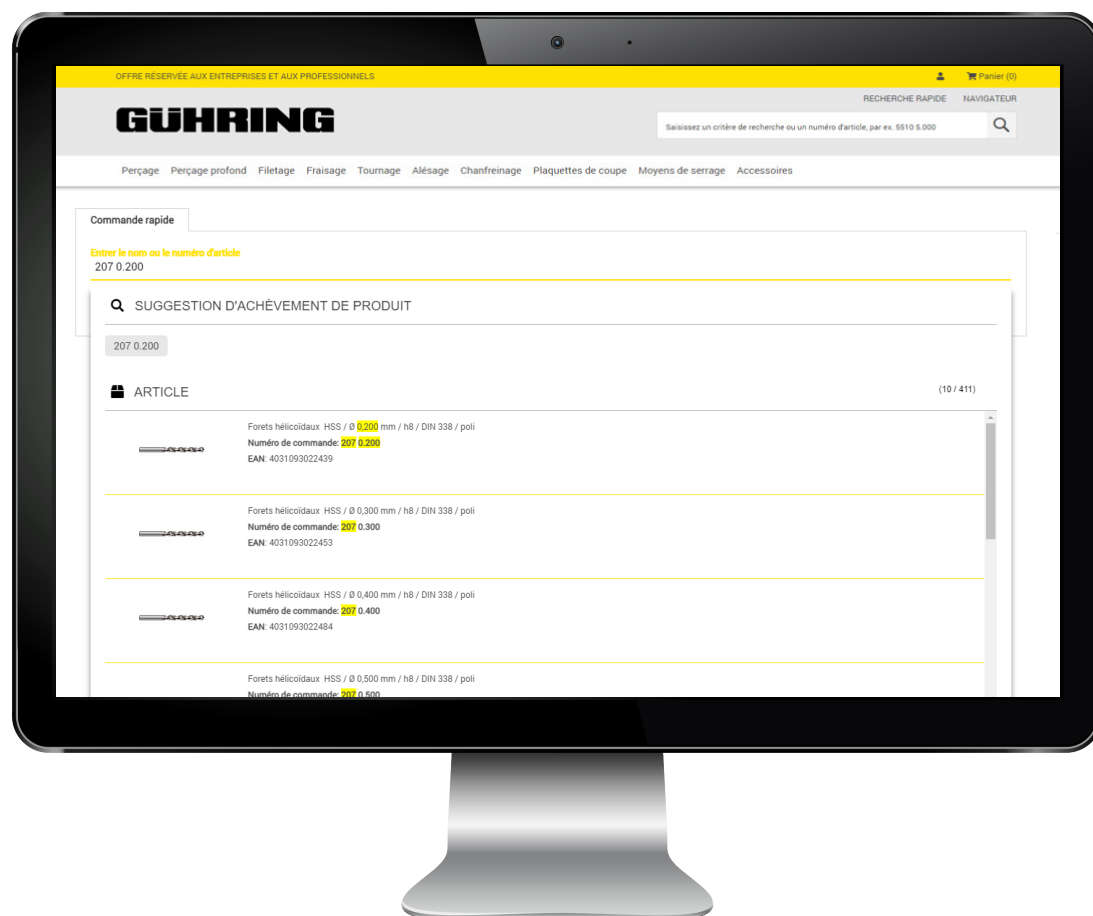 OFFRE RÉSERVÉE AUX ENTREPRISES ET AUX PROFESSIONNELS
Panier (0)
RECHERCHE RAPIDE NAVIGATEUR
GÜHRING
Saisissez un critère de recherche ou un numéro d'article, par ex. 5510 5.000
Perçage Perçage profond Filetage Fraisage Tournage Alésage Chanfreinage Plaquettes de coupe Moyens de serrage Accessoires
Commande rapide
Entrer le nom ou le numéro d'article
207 0.200
SUGGESTION D'ACHÈVEMENT DE PRODUIT
207 0.200
ARTICLE (10 / 411)
Forets hélicoïdaux HSS / Ø 0,200 mm / h8 / DIN 338 / poli
Numéro de commande: 207 0.200
EAN: 4031093022439
Forets hélicoïdaux HSS / Ø 0,300 mm / h8 / DIN 338 / poli
Numéro de commande: 207 0.300
EAN: 4031093022453
Forets hélicoïdaux HSS / Ø 0,400 mm / h8 / DIN 338 / poli
Numéro de commande: 207 0.400
EAN: 4031093022484
Forets hélicoïdaux HSS / Ø 0,500 mm / h8 / DIN 338 / poli
Numéro de commande: 207 0.500